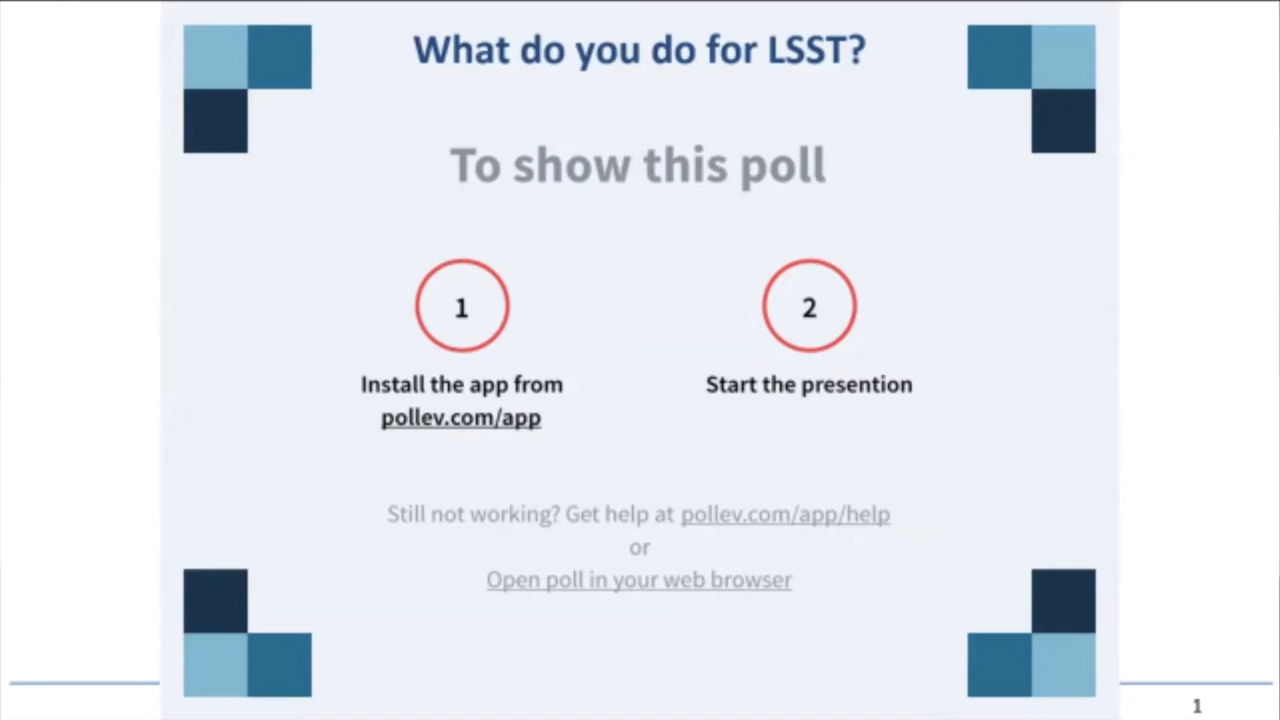 What do you do for LSST?
To show this poll
1
2
Install the app from
pollev.com/app
Start the presention
Still not working? Get help at pollev.com/app/help
or
Open poll in your web browser
1